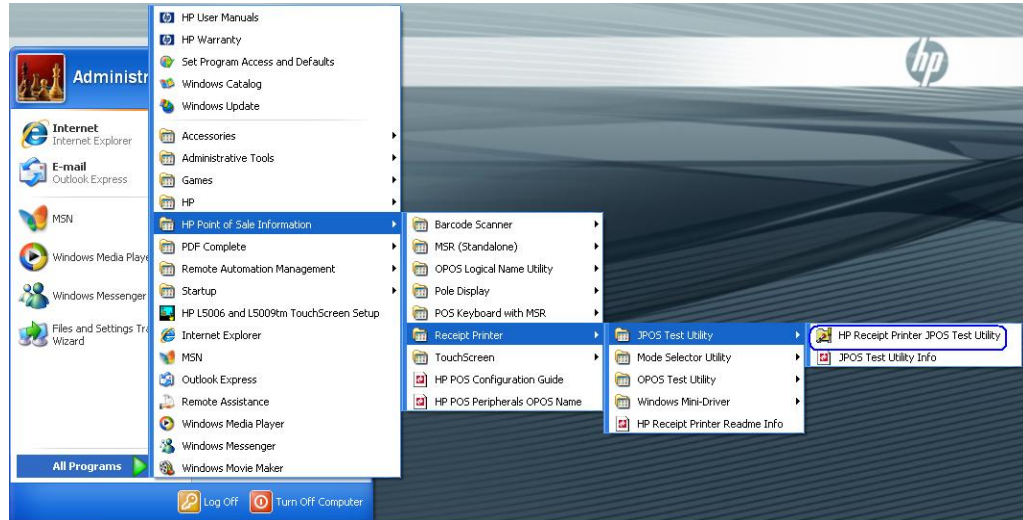 hp
Administr
Internet
Internet Explorer
E-mail
Outlook Express
MSN
Windows Media Playe
Windows Messenger
Files and Settings Tra
Wizard
All Programs
Log Off
Turn Off Computer
HP User Manuals
HP Warranty
Set Program Access and Defaults
Windows Catalog
Windows Update
Accessories
Administrative Tools
Games
HP
HP Point of Sale Information
PDF Complete
Remote Automation Management
Startup
HP L5006 and L5009tm TouchScreen Setup
Internet Explorer
MSN
Outlook Express
Remote Assistance
Windows Media Player
Windows Messenger
Windows Movie Maker
Barcode Scanner
MSR (Standalone)
OPOS Logical Name Utility
Pole Display
POS Keyboard with MSR
Receipt Printer
TouchScreen
HP POS Configuration Guide
HP POS Peripherals OPOS Name
JPOS Test Utility
Mode Selector Utility
OPOS Test Utility
Windows Mini-Driver
HP Receipt Printer Readme Info
HP Receipt Printer JPOS Test Utility
JPOS Test Utility Info